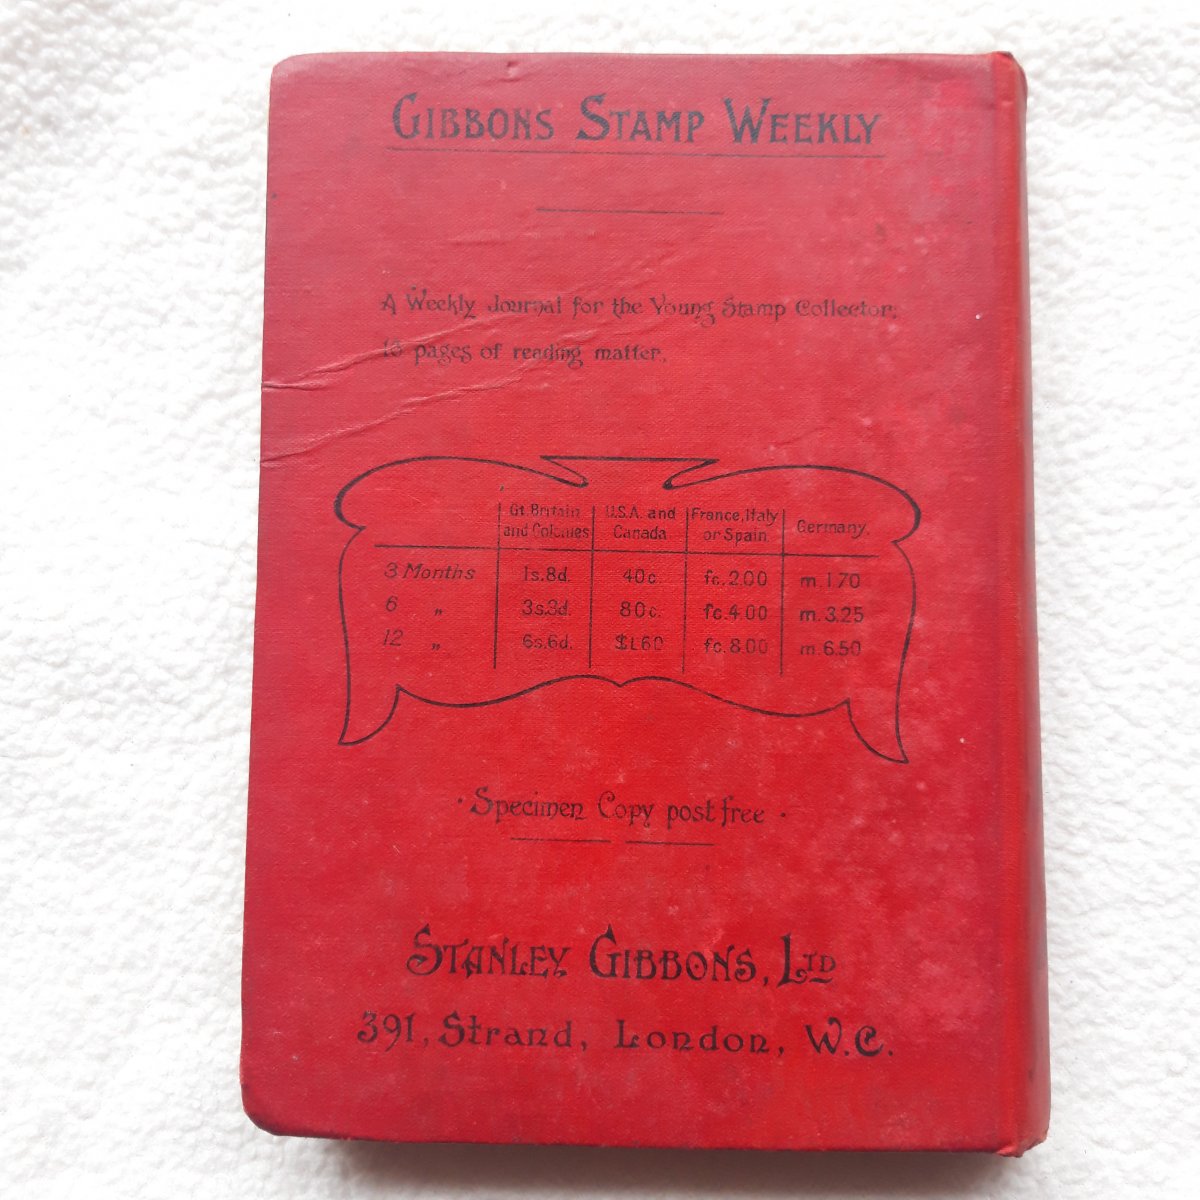 GIBBONS STAMP WEEKLY
A Weekly Journal for the Young Stamp Collector;
16 pages of reading matter.
Gt. Britain and Colonies U.S.A. and Canada France, Italy or Spain Germany.
3 Months 1s.8d. 40c. fc.2.00 m.1.70
6 „ 3s.3d. 80c. fc.4.00 m.3.25
12 „ 6s.6d. $1.60 fc.8.00 m.6.50
· Specimen Copy post free ·
STANLEY GIBBONS, LTD
391, Strand, London, W.C.